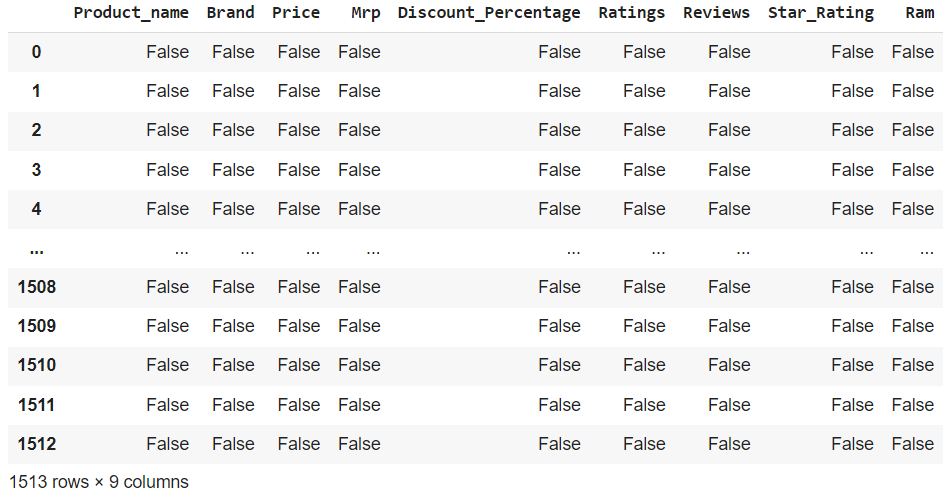 Product_name Brand Price Mrp Discount_Percentage Ratings Reviews Star_Rating Ram
0 False False False False False False False False False
1 False False False False False False False False False
2 False False False False False False False False False
3 False False False False False False False False False
4 False False False False False False False False False
... ... ... ... ... ... ... ... ... ...
1508 False False False False False False False False False
1509 False False False False False False False False False
1510 False False False False False False False False False
1511 False False False False False False False False False
1512 False False False False False False False False False
1513 rows × 9 columns